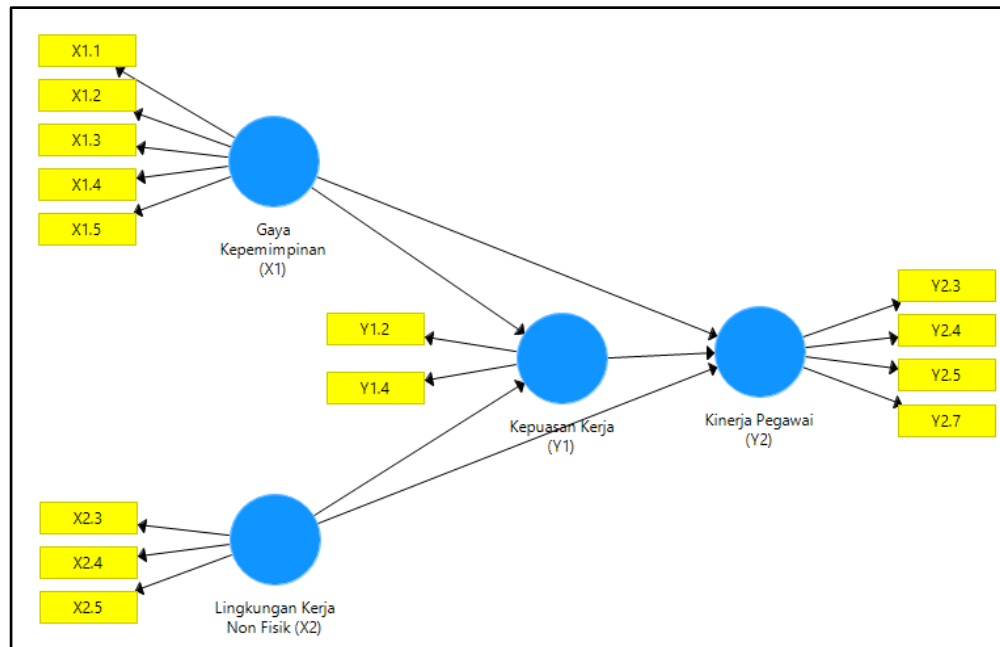 X1.1
X1.2
X1.3
X1.4
X1.5
Gaya
Kepemimpinan
(X1)
Y1.2
Y1.4
Kepuasan Kerja
(Y1)
Y2.3
Y2.4
Y2.5
Y2.7
Kinerja Pegawai
(Y2)
X2.3
X2.4
X2.5
Lingkungan Kerja
Non Fisik (X2)